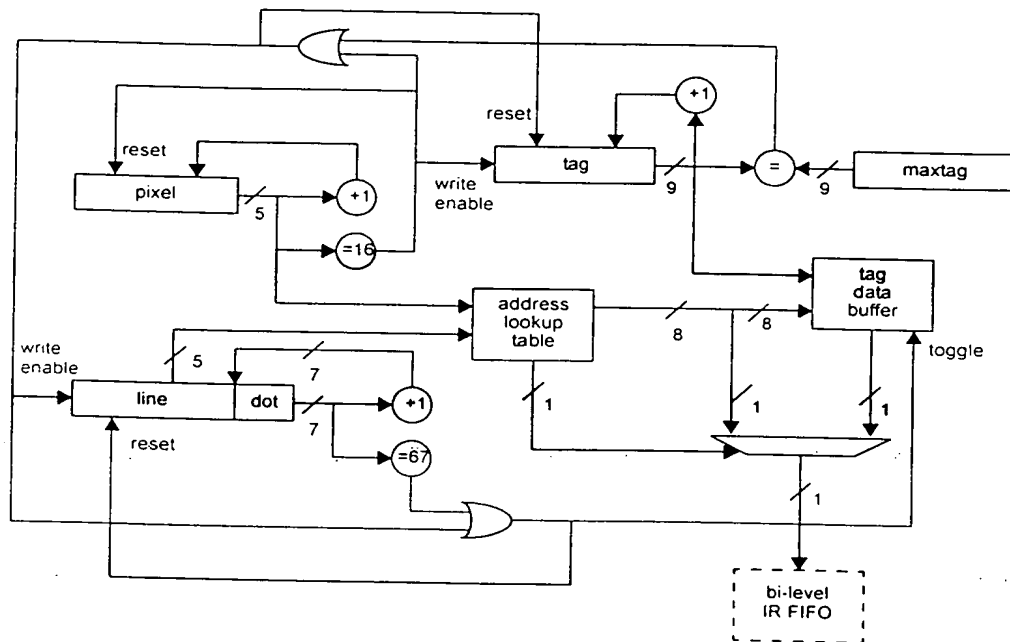 +1
reset
reset
tag
9
=
9
maxtag
pixel
5
+1
write
enable
=16
tag
data
buffer
address
lookup
table
8
8
write
enable
5
7
toggle
line
dot
7
+1
1
1
1
reset
=67
1
bi-level
IR FIFO